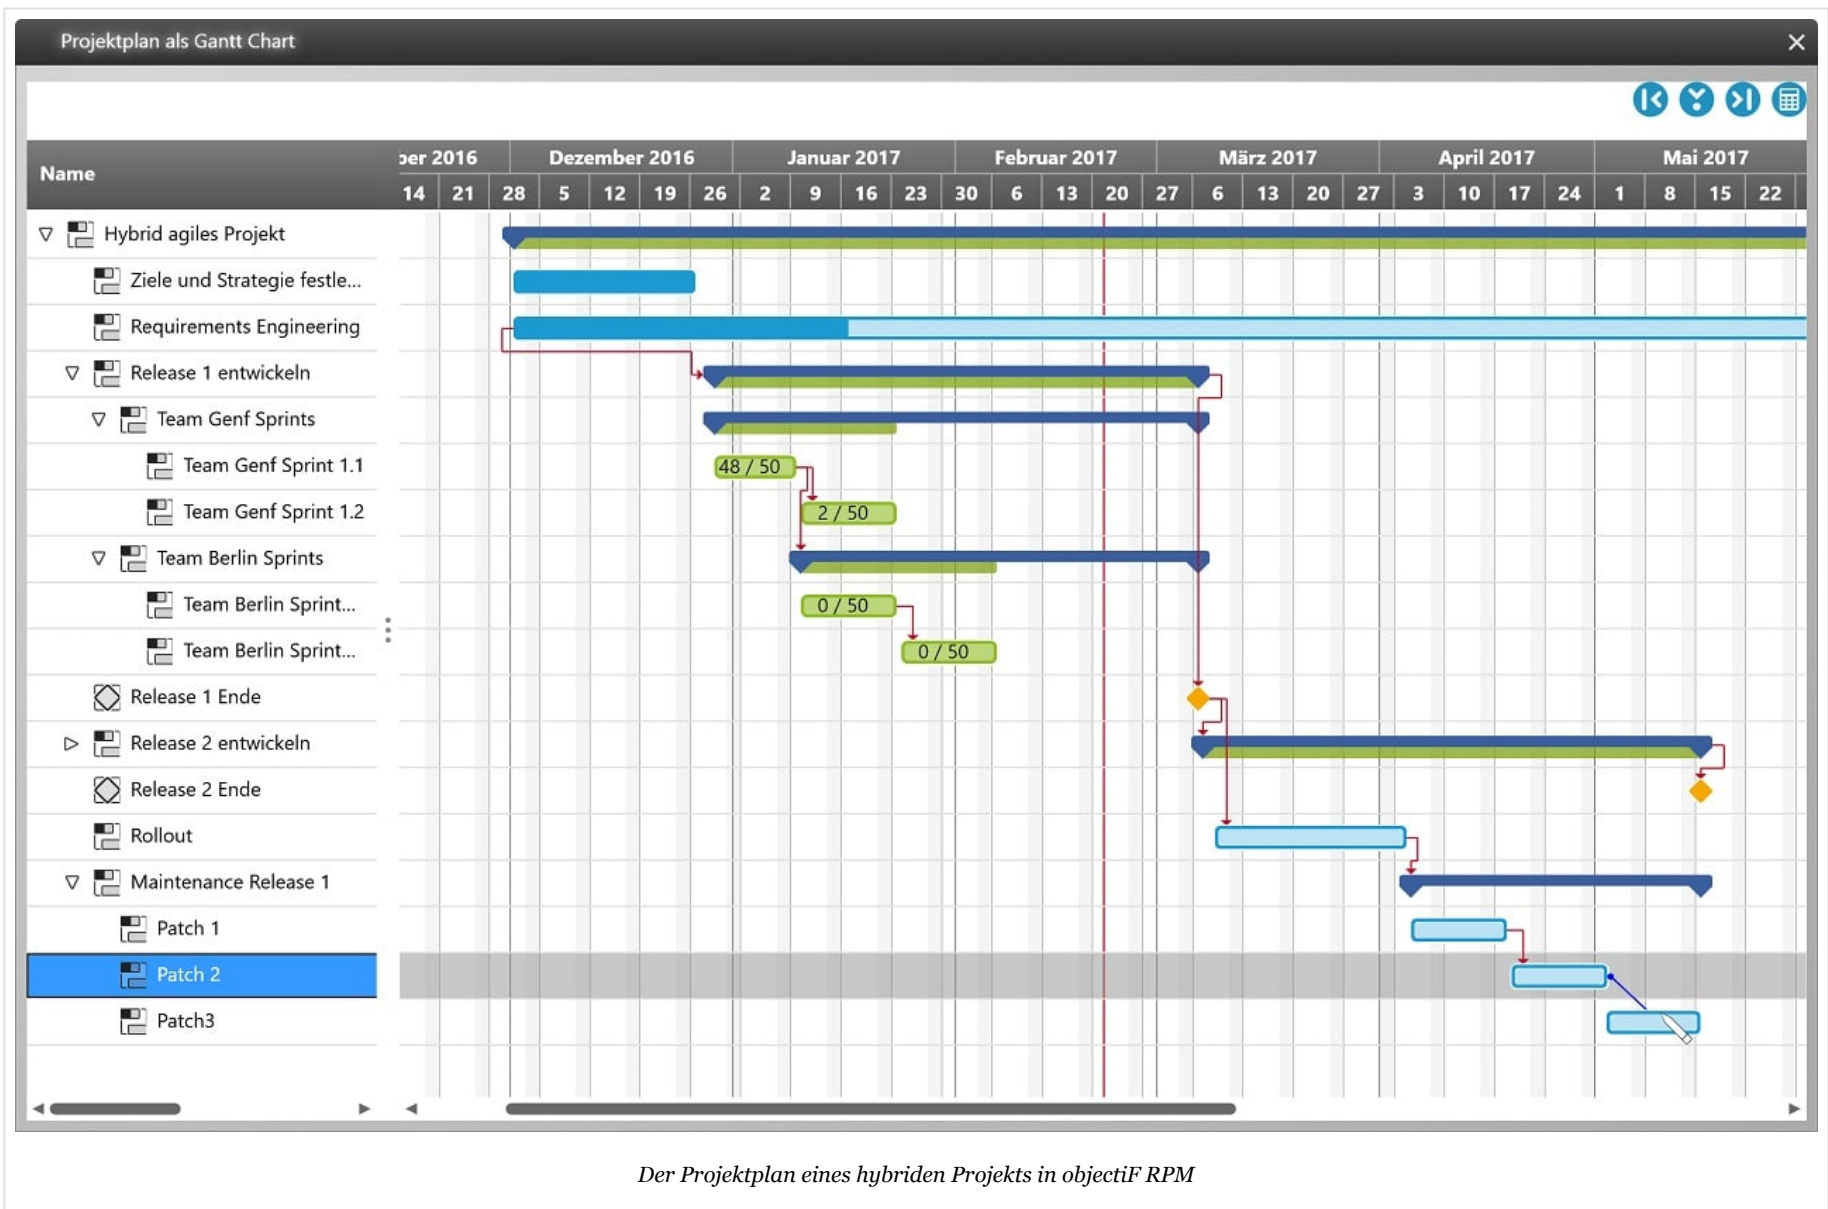 Projektplan als Gantt Chart
Name
ber 2016 Dezember 2016 Januar 2017 Februar 2017 März 2017 April 2017 Mai 2017
14 21 28 5 12 19 26 2 9 16 23 30 6 13 20 27 6 13 20 27 3 10 17 24 1 8 15 22
Hybrid agiles Projekt
Ziele und Strategie festle...
Requirements Engineering
Release 1 entwickeln
Team Genf Sprints
Team Genf Sprint 1.1 48 / 50
Team Genf Sprint 1.2 2 / 50
Team Berlin Sprints
Team Berlin Sprint... 0 / 50
Team Berlin Sprint... 0 / 50
Release 1 Ende
Release 2 entwickeln
Release 2 Ende
Rollout
Maintenance Release 1
Patch 1
Patch 2
Patch3
Der Projektplan eines hybriden Projekts in objectiF RPM